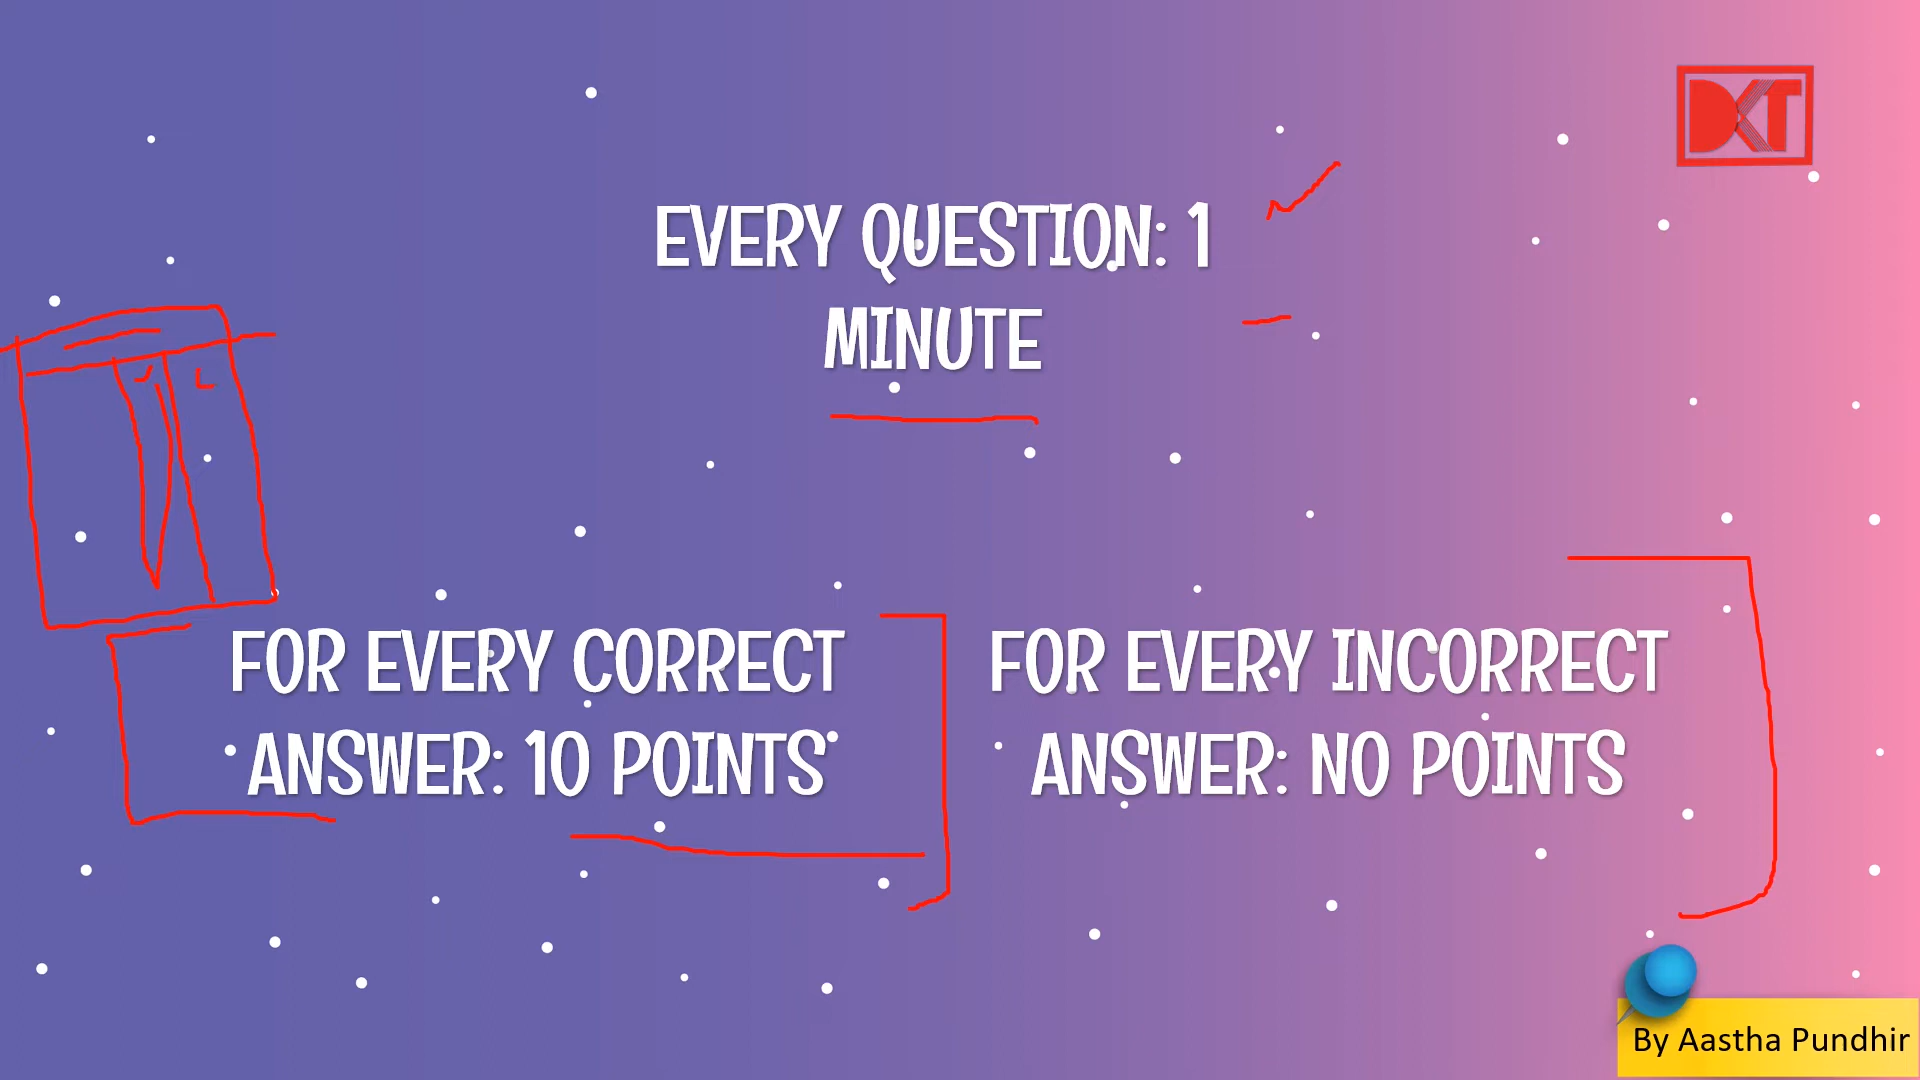 DKT
EVERY QUESTION: 1
MINUTE
FOR EVERY CORRECT
ANSWER: 10 POINTS
FOR EVERY INCORRECT
ANSWER: NO POINTS
By Aastha Pundhir